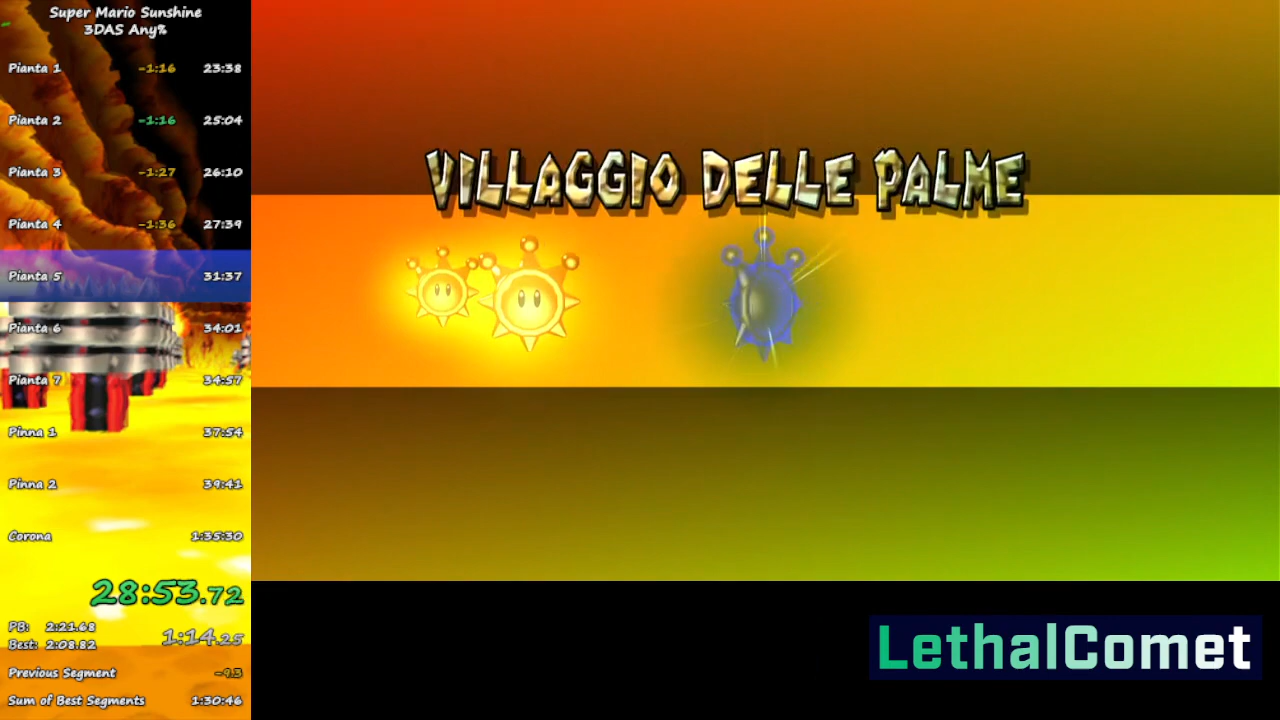 Super Mario Sunshine
3DAS Any%
Pianta 1 -1:16 23:38
Pianta 2 -1:16 25:04
Pianta 3 -1:27 26:10
Pianta 4 -1:36 27:39
Pianta 5 31:37
Pianta 6 34:01
Pianta 7 34:57
Pinna 1 37:54
Pinna 2 39:41
Corona 1:35:30
28:53.72
PB: 2:21.68
Best: 2:08.82
1:14.25
Previous Segment -9.3
Sum of Best Segments 1:30:46
VILLAGGIO DELLE PALME
LethalComet